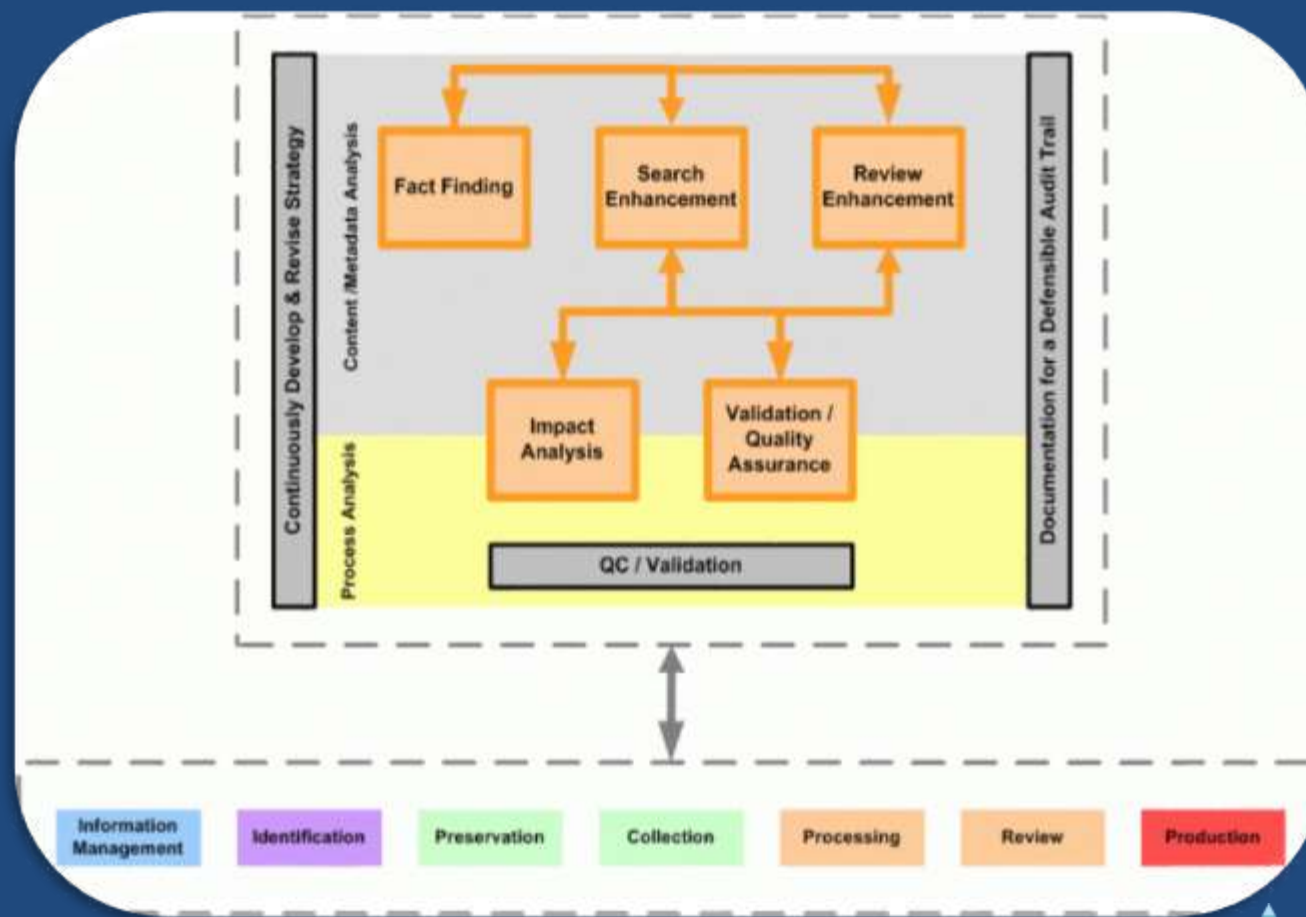 Continuously Develop & Revise Strategy
Content /Metadata Analysis
Process Analysis
Fact Finding
Search
Enhancement
Review
Enhancement
Impact
Analysis
Validation /
Quality
Assurance
QC / Validation
Documentation for a Defensible Audit Trail
Information
Management
Identification
Preservation
Collection
Processing
Review
Production